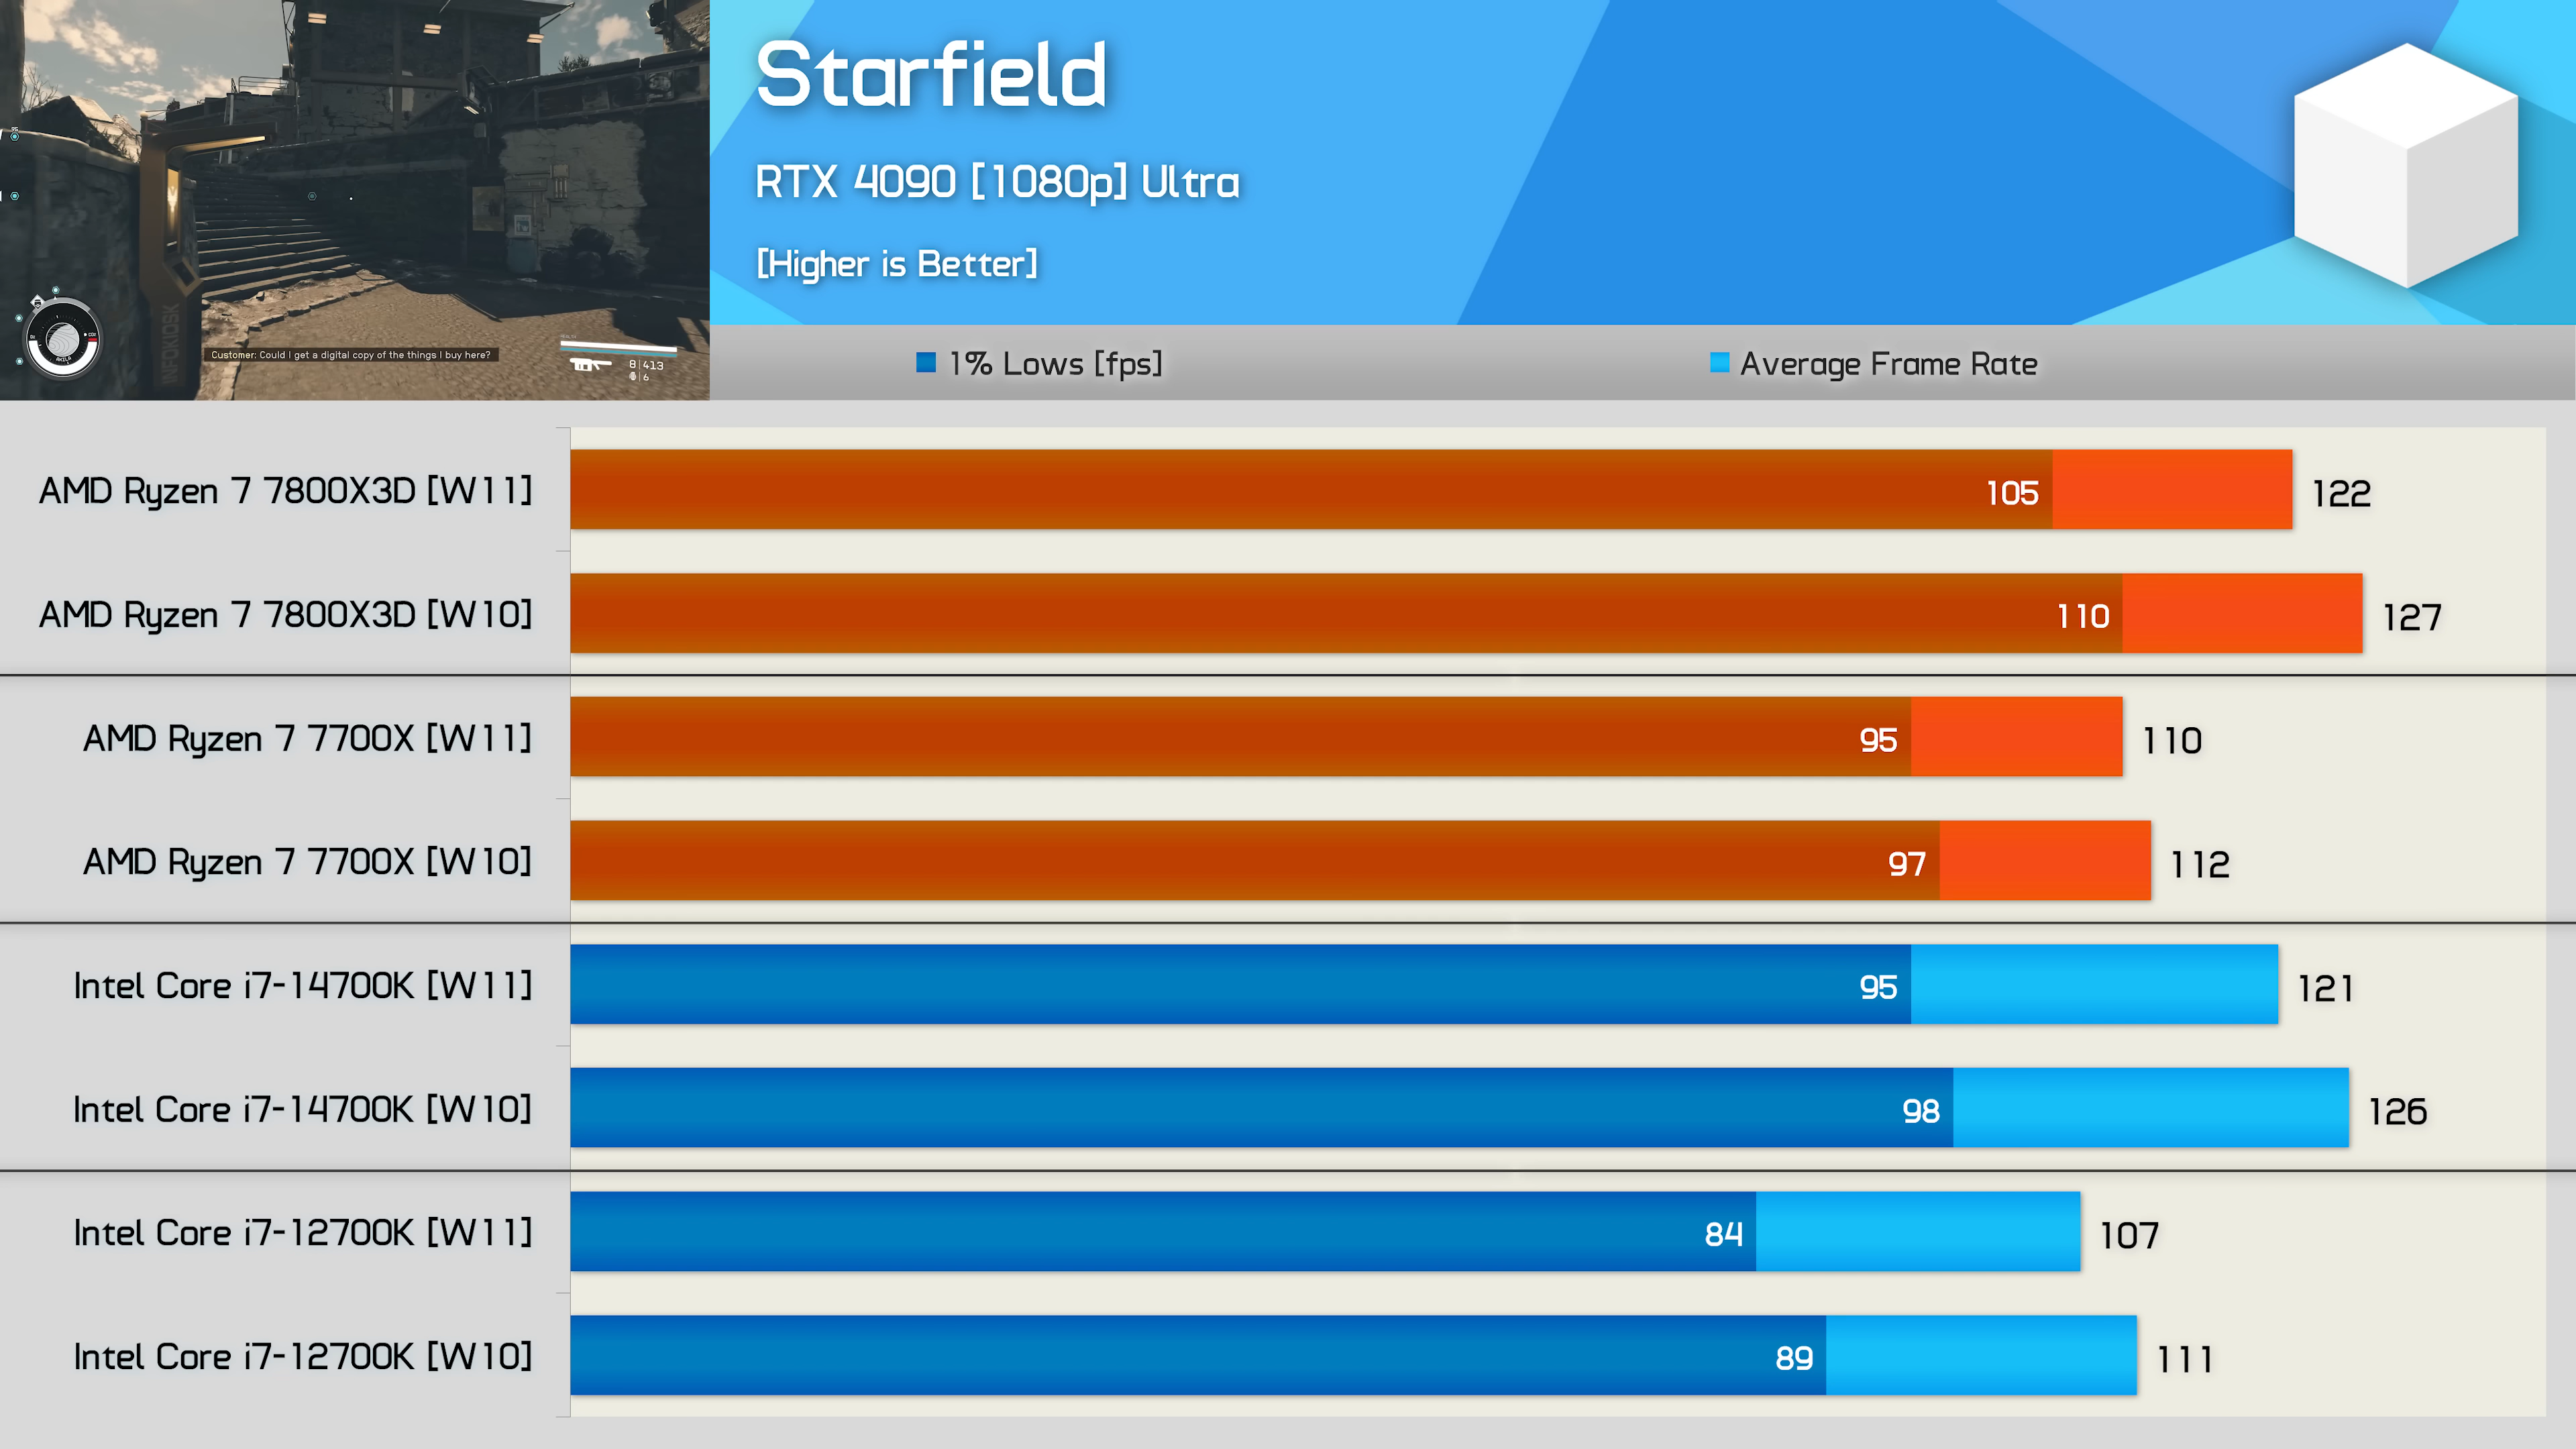 Starfield
RTX 4090 [1080p] Ultra
[Higher is Better]
INFOKIOSK
Customer: Could I get a digital copy of the things I buy here?
8 | 413
6
1% Lows [fps]
Average Frame Rate
AMD Ryzen 7 7800X3D [W11] 105 122
AMD Ryzen 7 7800X3D [W10] 110 127
AMD Ryzen 7 7700X [W11] 95 110
AMD Ryzen 7 7700X [W10] 97 112
Intel Core i7-14700K [W11] 95 121
Intel Core i7-14700K [W10] 98 126
Intel Core i7-12700K [W11] 84 107
Intel Core i7-12700K [W10] 89 111